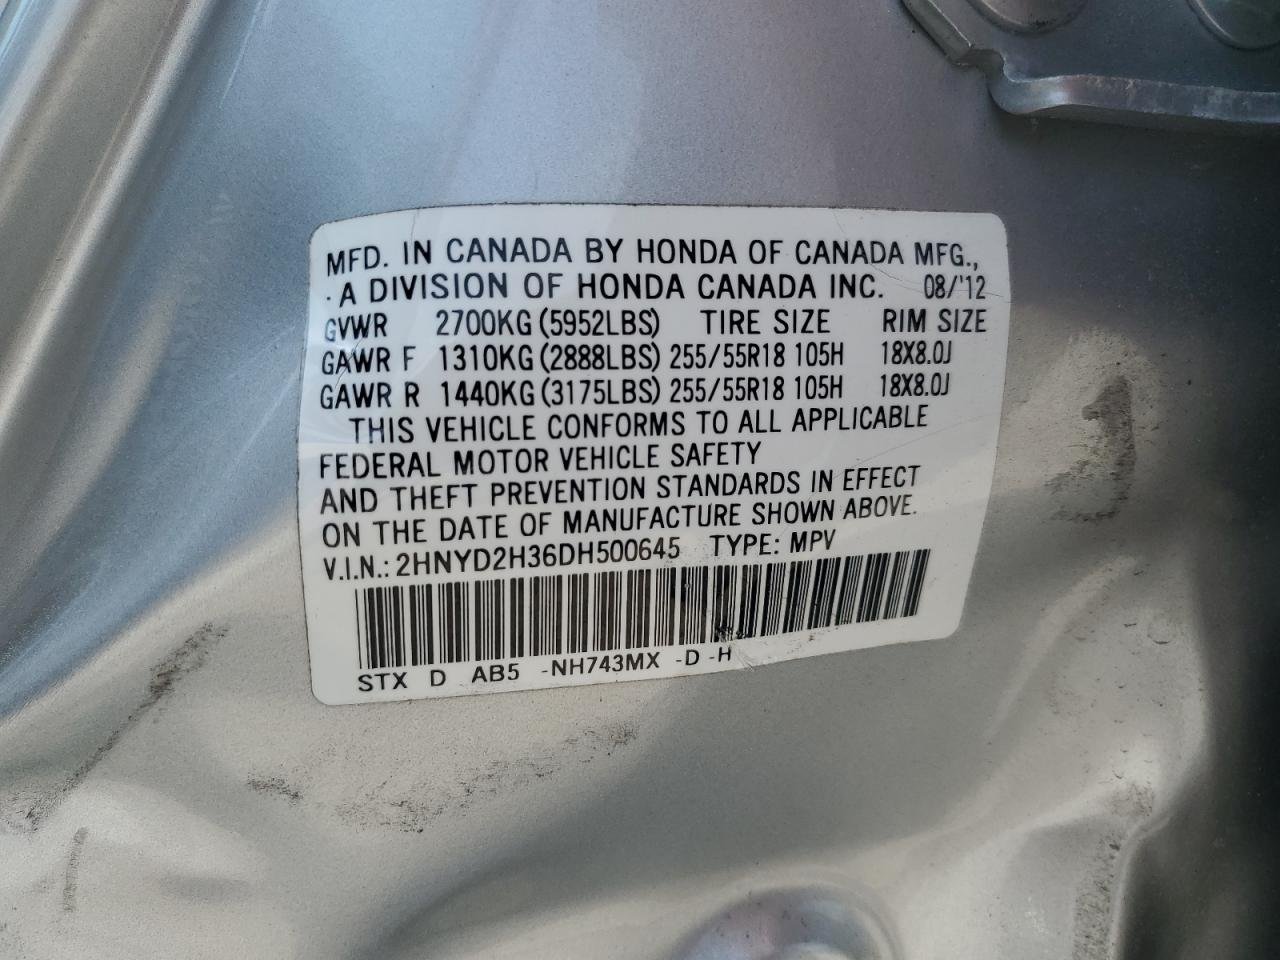 MFD. IN CANADA BY HONDA OF CANADA MFG.,
A DIVISION OF HONDA CANADA INC. 08/'12
GVWR 2700KG (5952LBS) TIRE SIZE RIM SIZE
GAWR F 1310KG (2888LBS) 255/55R18 105H 18X8.0J
GAWR R 1440KG (3175LBS) 255/55R18 105H 18X8.0J
THIS VEHICLE CONFORMS TO ALL APPLICABLE
FEDERAL MOTOR VEHICLE SAFETY
AND THEFT PREVENTION STANDARDS IN EFFECT
ON THE DATE OF MANUFACTURE SHOWN ABOVE.
V.I.N.: 2HNYD2H36DH500645 TYPE: MPV
STX D AB5 -NH743MX -D -H